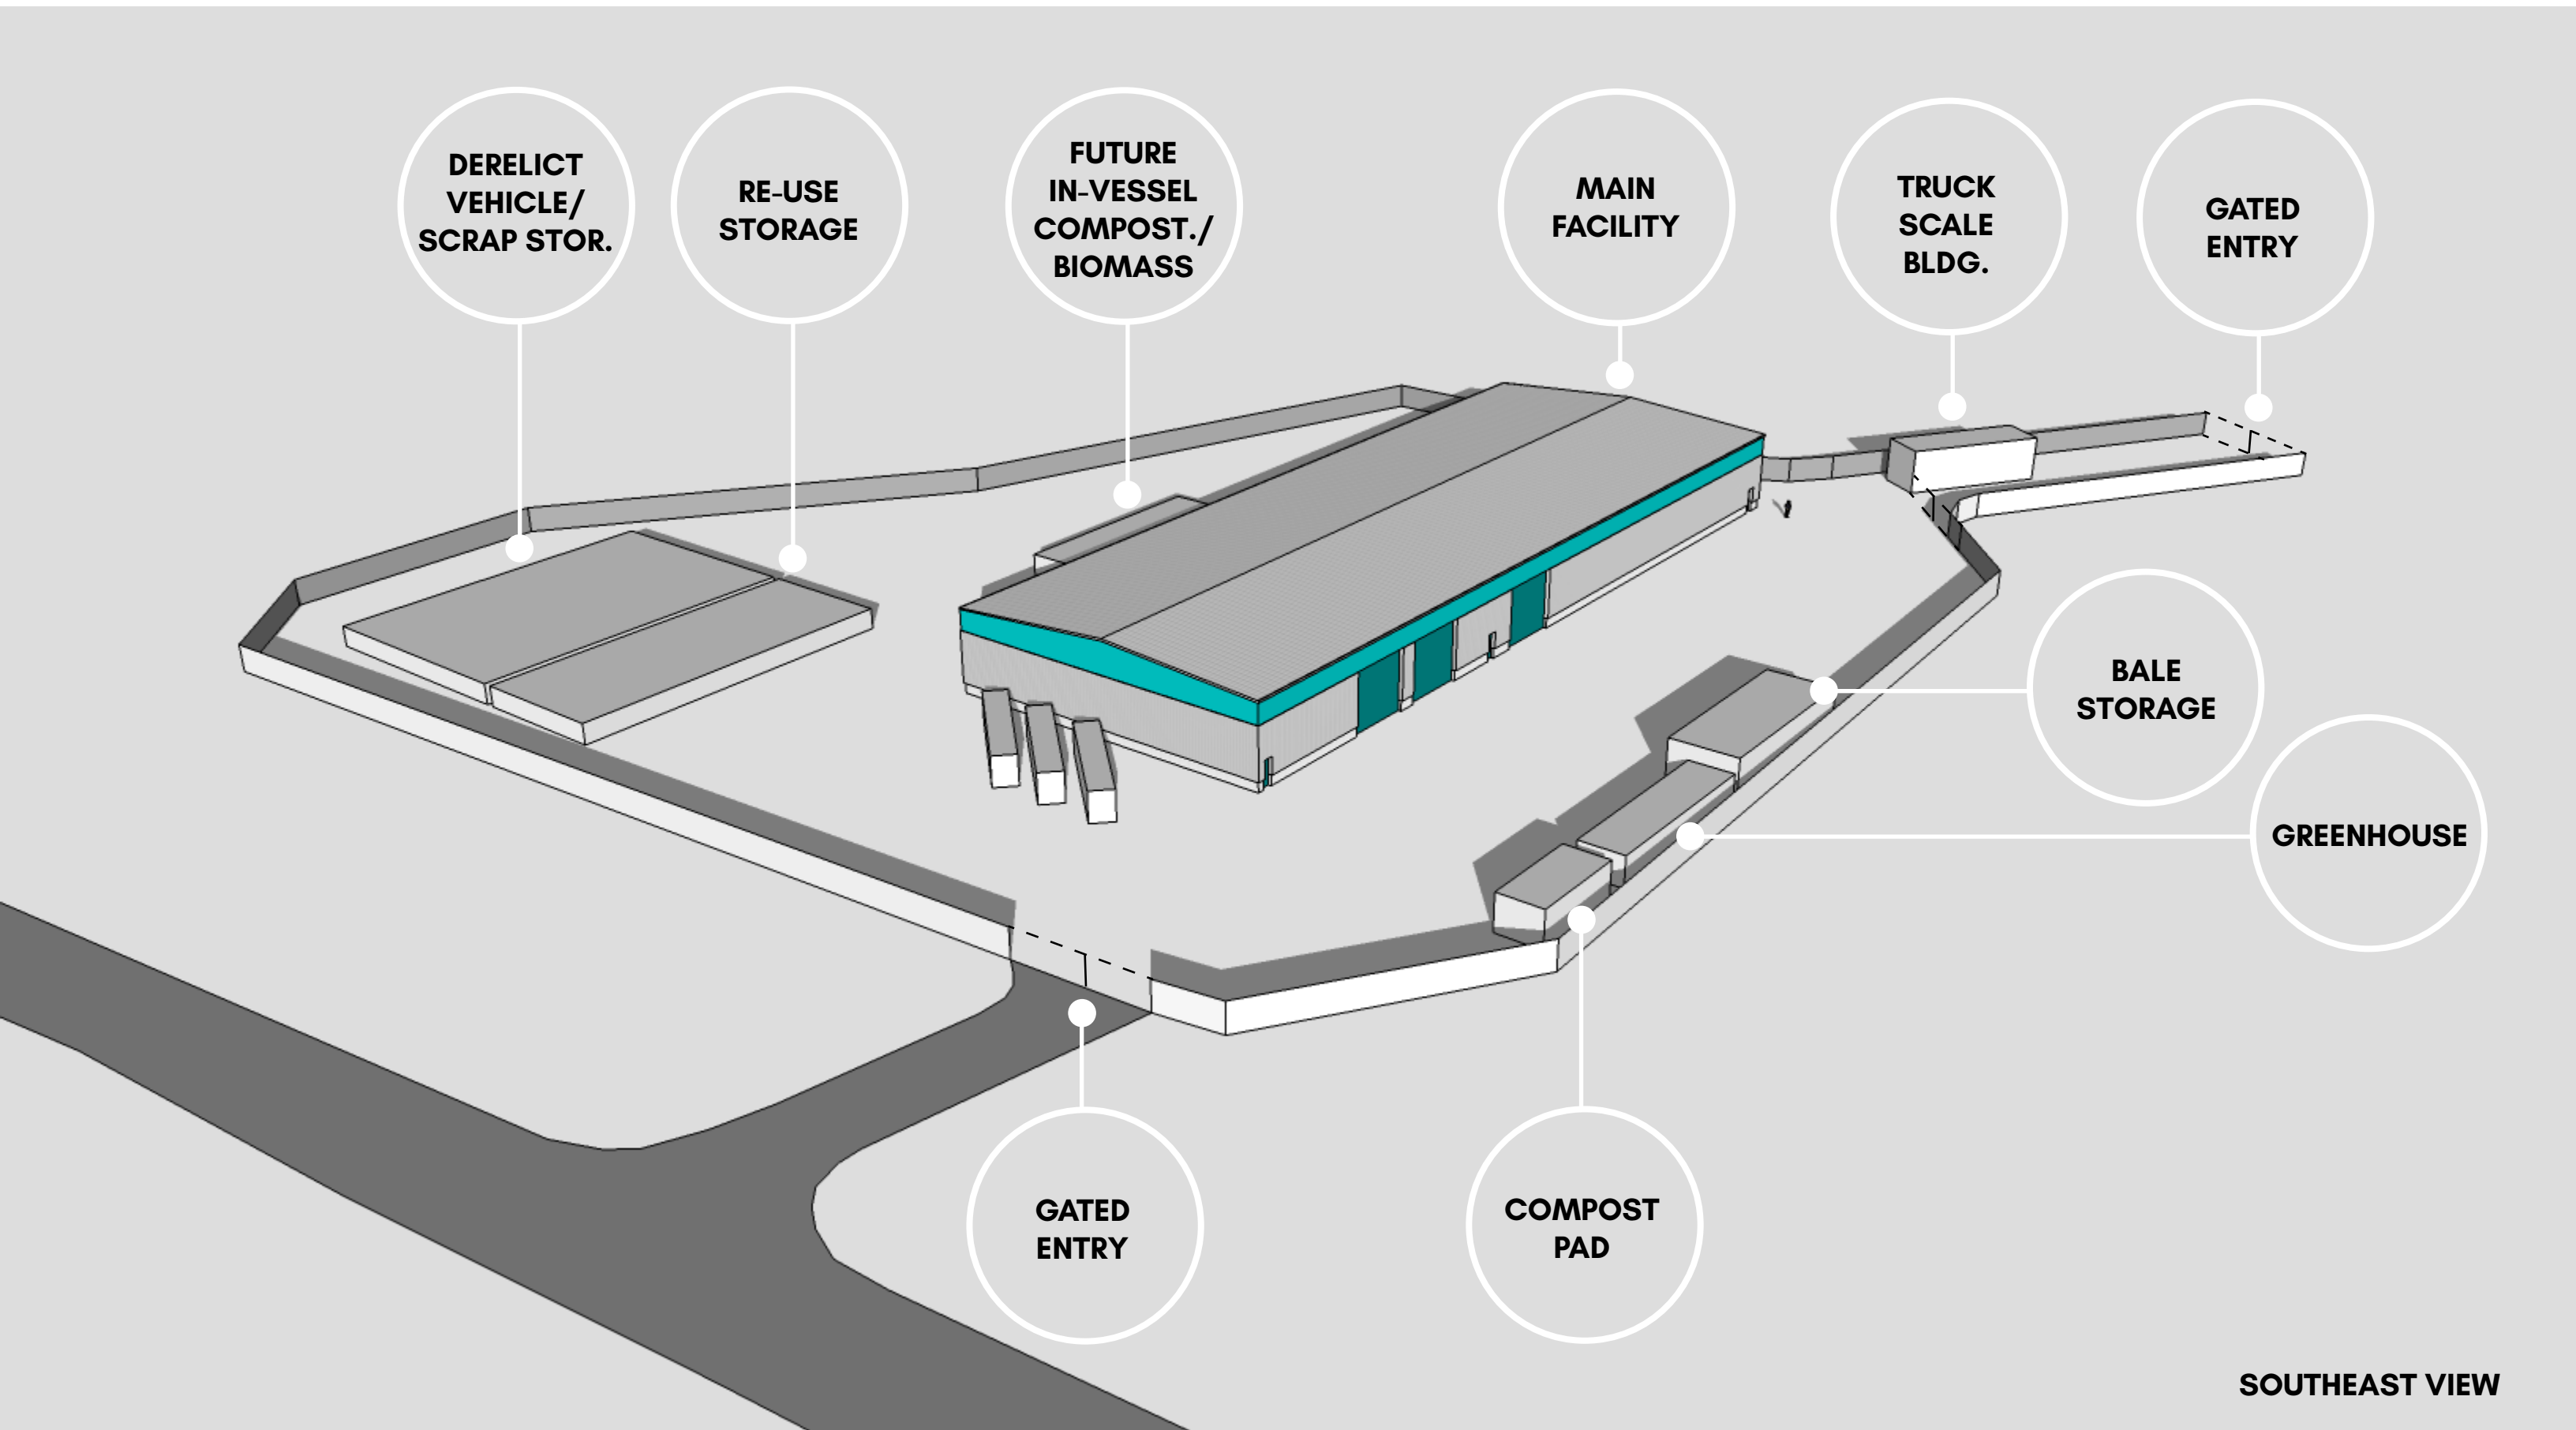 DERELICT
VEHICLE/
SCRAP STOR.
RE-USE
STORAGE
FUTURE
IN-VESSEL
COMPOST./
BIOMASS
MAIN
FACILITY
TRUCK
SCALE
BLDG.
GATED
ENTRY
BALE
STORAGE
GREENHOUSE
GATED
ENTRY
COMPOST
PAD
SOUTHEAST VIEW